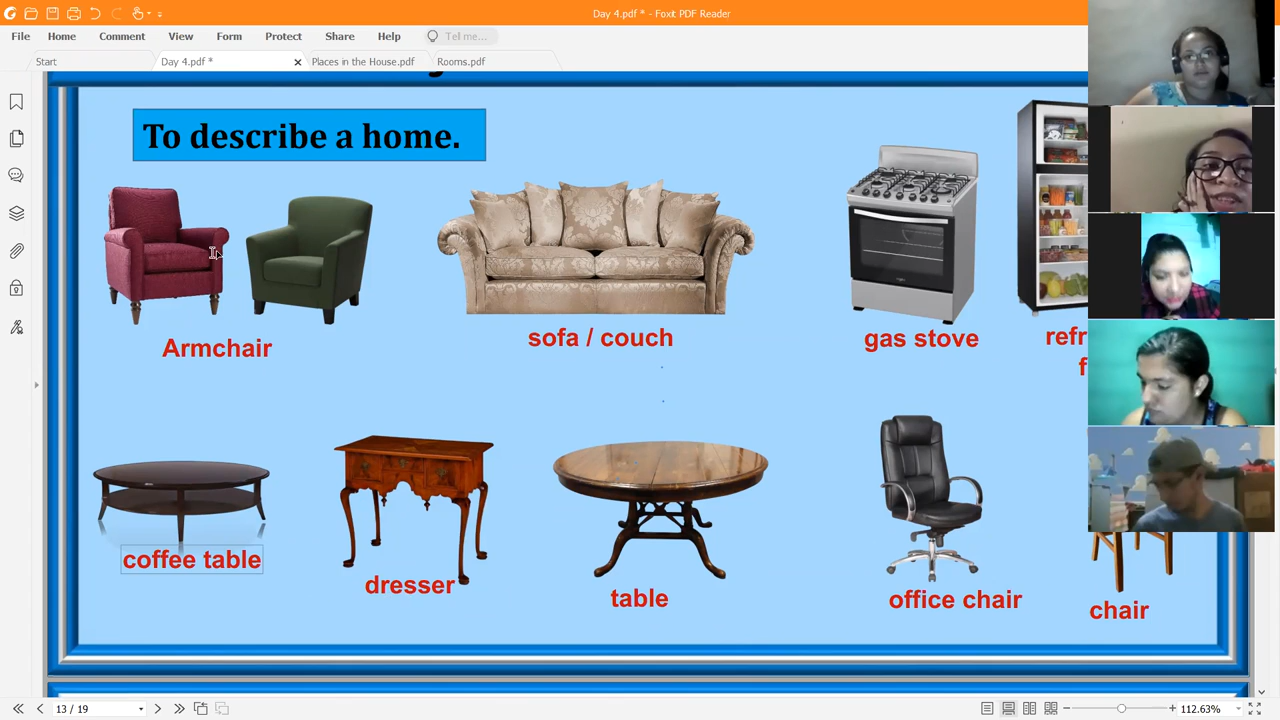 Day 4.pdf * - Foxit PDF Reader
File Home Comment View Form Protect Share Help Tell me...
Start Day 4.pdf * Places in the House.pdf Rooms.pdf
To describe a home.
Armchair
sofa / couch
gas stove
coffee table
dresser
table
office chair
chair
13 / 19
112.63%